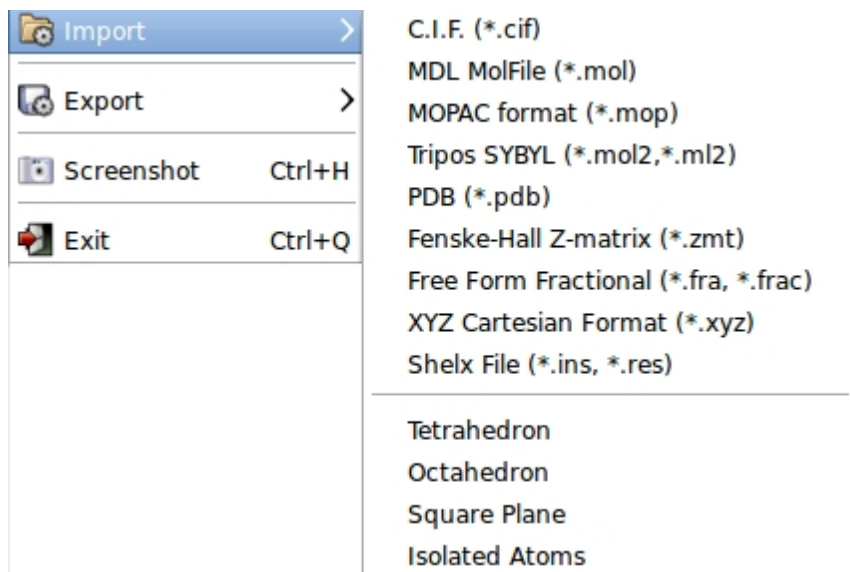 Import
Export
Screenshot Ctrl+H
Exit Ctrl+Q
C.I.F. (*.cif)
MDL MolFile (*.mol)
MOPAC format (*.mop)
Tripos SYBYL (*.mol2,*.ml2)
PDB (*.pdb)
Fenske-Hall Z-matrix (*.zmt)
Free Form Fractional (*.fra, *.frac)
XYZ Cartesian Format (*.xyz)
Shelx File (*.ins, *.res)
Tetrahedron
Octahedron
Square Plane
Isolated Atoms